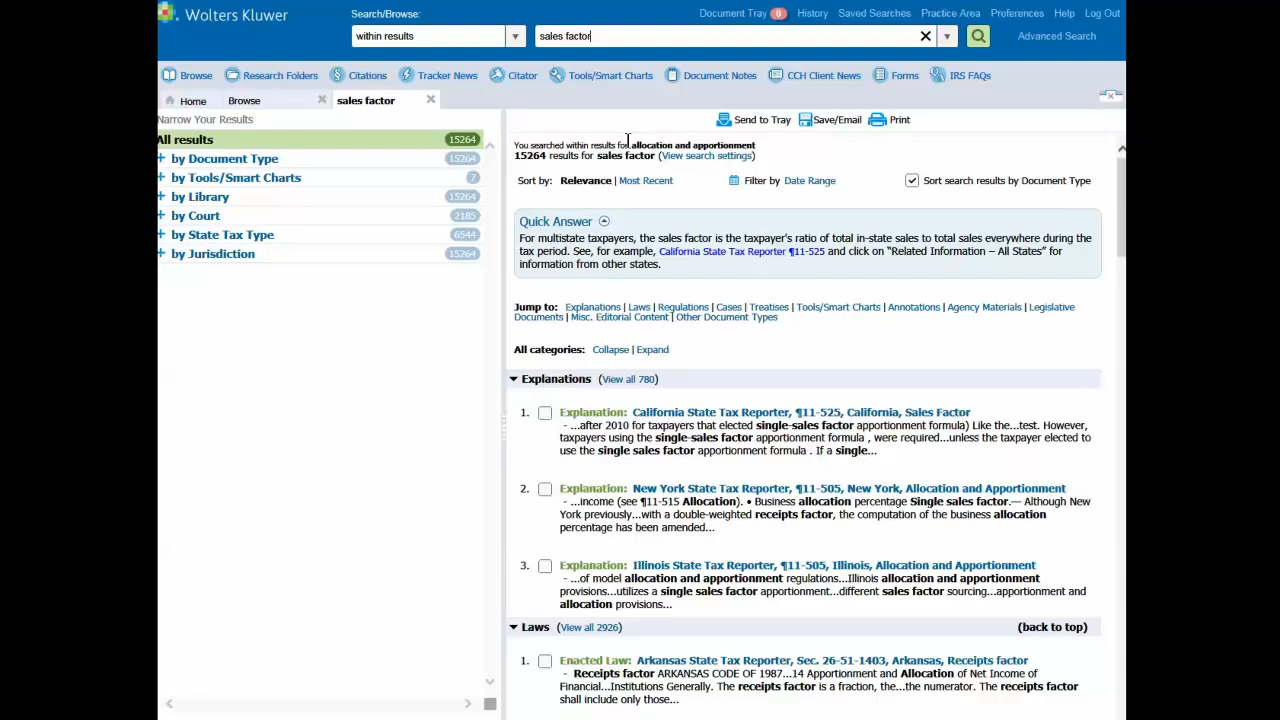 Wolters Kluwer
Search/Browse:
Document Tray 0 History Saved Searches Practice Area Preferences Help Log Out
within results
sales factor
Advanced Search
Browse Research Folders Citations Tracker News Citator Tools/Smart Charts Document Notes CCH Client News Forms IRS FAQs
Home Browse sales factor
Narrow Your Results
All results 15264
by Document Type 15264
by Tools/Smart Charts 7
by Library 15264
by Court 2185
by State Tax Type 6544
by Jurisdiction 15264
Send to Tray Save/Email Print
You searched within results for allocation and apportionment
15264 results for sales factor (View search settings)
Sort by: Relevance | Most Recent Filter by Date Range Sort search results by Document Type
Quick Answer
For multistate taxpayers, the sales factor is the taxpayer's ratio of total in-state sales to total sales everywhere during the
tax period. See, for example, California State Tax Reporter ¶11-525 and click on “Related Information – All States” for
information from other states.
Jump to: Explanations | Laws | Regulations | Cases | Treatises | Tools/Smart Charts | Annotations | Agency Materials | Legislative
Documents | Misc. Editorial Content | Other Document Types
All categories: Collapse | Expand
Explanations (View all 780)
1. Explanation: California State Tax Reporter, ¶11-525, California, Sales Factor
- ...after 2010 for taxpayers that elected single-sales factor apportionment formula) Like the...test. However,
taxpayers using the single-sales factor apportionment formula , were required...unless the taxpayer elected to
use the single sales factor apportionment formula . If a single...
2. Explanation: New York State Tax Reporter, ¶11-505, New York, Allocation and Apportionment
- ...income (see ¶11-515 Allocation). • Business allocation percentage Single sales factor.— Although New
York previously...with a double-weighted receipts factor, the computation of the business allocation
percentage has been amended...
3. Explanation: Illinois State Tax Reporter, ¶11-505, Illinois, Allocation and Apportionment
- ...of model allocation and apportionment regulations...Illinois allocation and apportionment
provisions...utilizes a single sales factor apportionment...different sales factor sourcing...apportionment and
allocation provisions...
Laws (View all 2926) (back to top)
1. Enacted Law: Arkansas State Tax Reporter, Sec. 26-51-1403, Arkansas, Receipts factor
- Receipts factor ARKANSAS CODE OF 1987...14 Apportionment and Allocation of Net Income of
Financial...Institutions Generally. The receipts factor is a fraction, the...the numerator. The receipts factor
shall include only those...